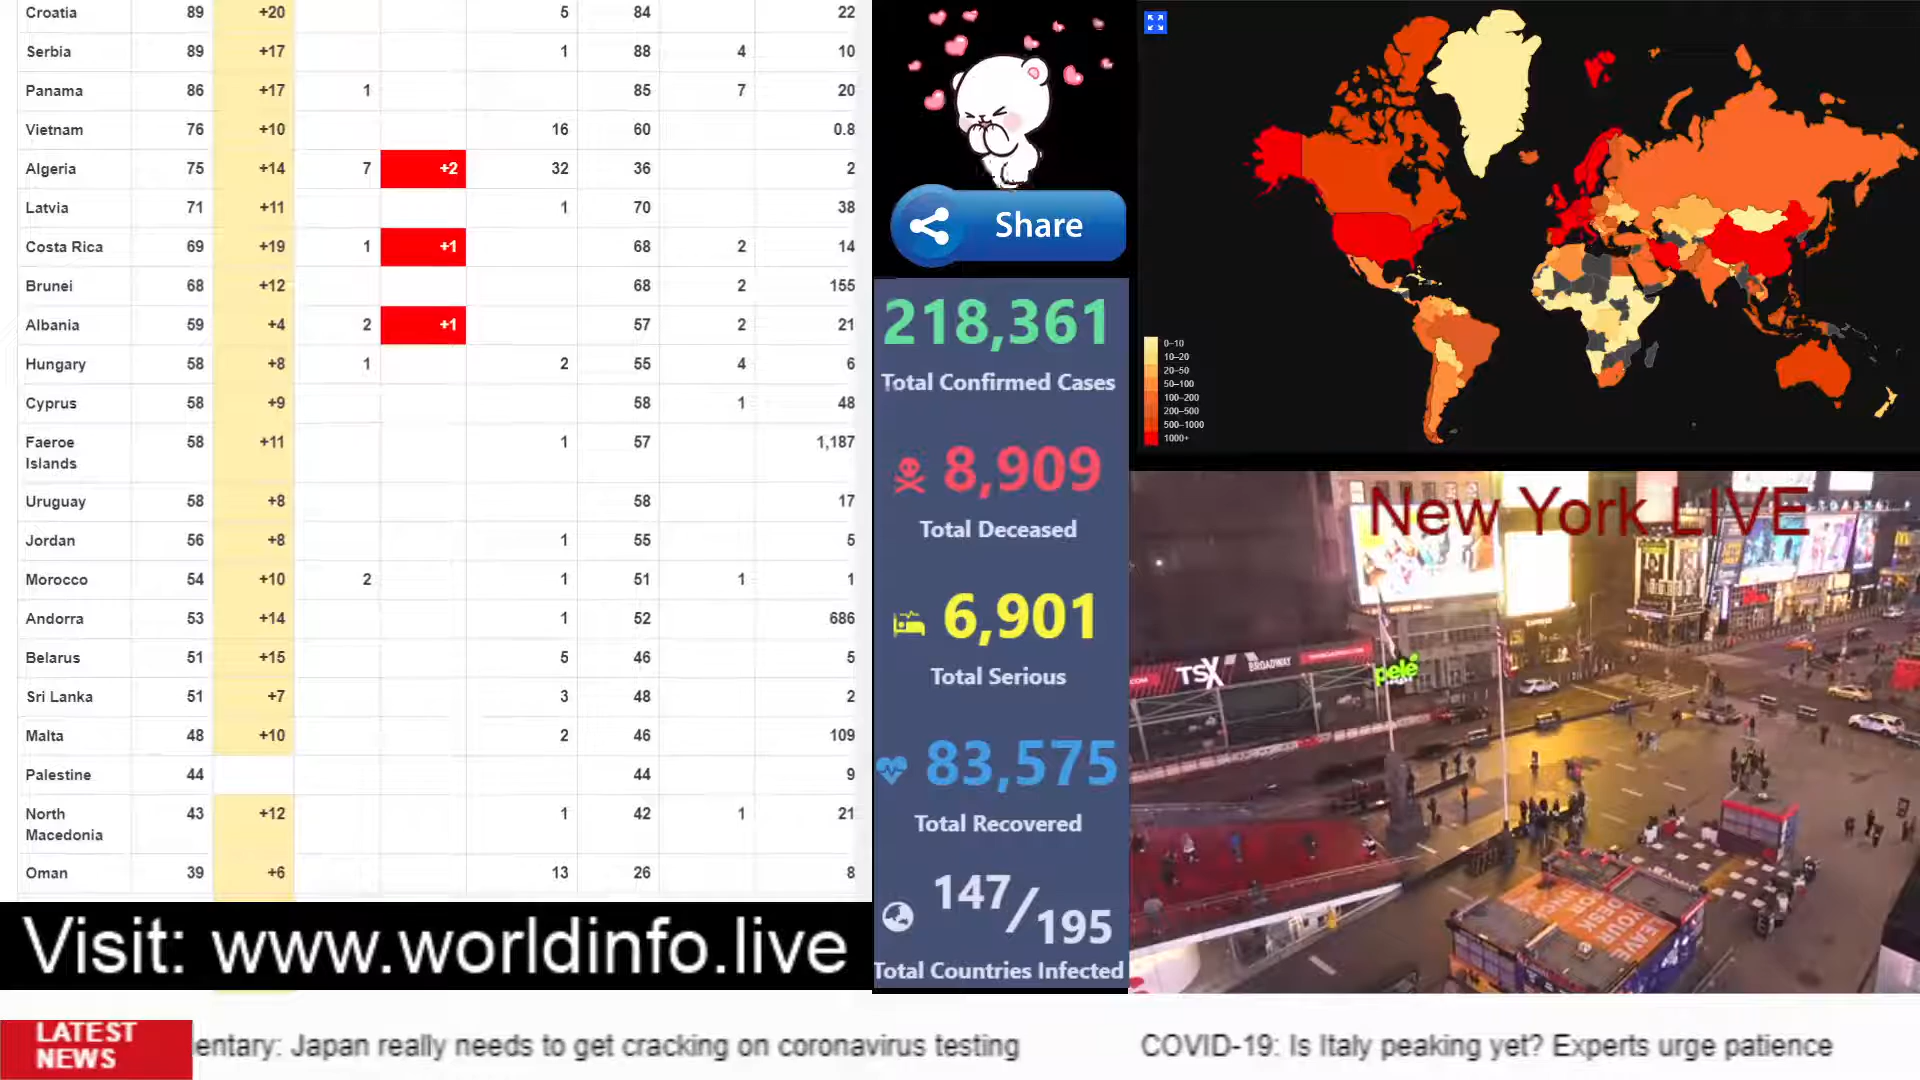 Croatia 89 +20 5 84 22
Serbia 89 +17 1 88 4 10
Panama 86 +17 1 85 7 20
Vietnam 76 +10 16 60 0.8
Algeria 75 +14 7 +2 32 36 2
Latvia 71 +11 1 70 38
Costa Rica 69 +19 1 +1 68 2 14
Brunei 68 +12 68 2 155
Albania 59 +4 2 +1 57 2 21
Hungary 58 +8 1 2 55 4 6
Cyprus 58 +9 58 1 48
Faeroe 58 +11 1 57 1,187
Islands
Uruguay 58 +8 58 17
Jordan 56 +8 1 55 5
Morocco 54 +10 2 1 51 1 1
Andorra 53 +14 1 52 686
Belarus 51 +15 5 46 5
Sri Lanka 51 +7 3 48 2
Malta 48 +10 2 46 109
Palestine 44 44 9
North 43 +12 1 42 1 21
Macedonia
Oman 39 +6 13 26 8
Visit: www.worldinfo.live
Share
218,361
Total Confirmed Cases
8,909
Total Deceased
6,901
Total Serious
83,575
Total Recovered
147/195
Total Countries Infected
0–10
10–20
20–50
50–100
100–200
200–500
500–1000
1000+
New York LIVE
TSX BROADWAY
pelé
LEAVE
YOUR
DESK
FOR
LATEST
NEWS
entary: Japan really needs to get cracking on coronavirus testing
COVID-19: Is Italy peaking yet? Experts urge patience